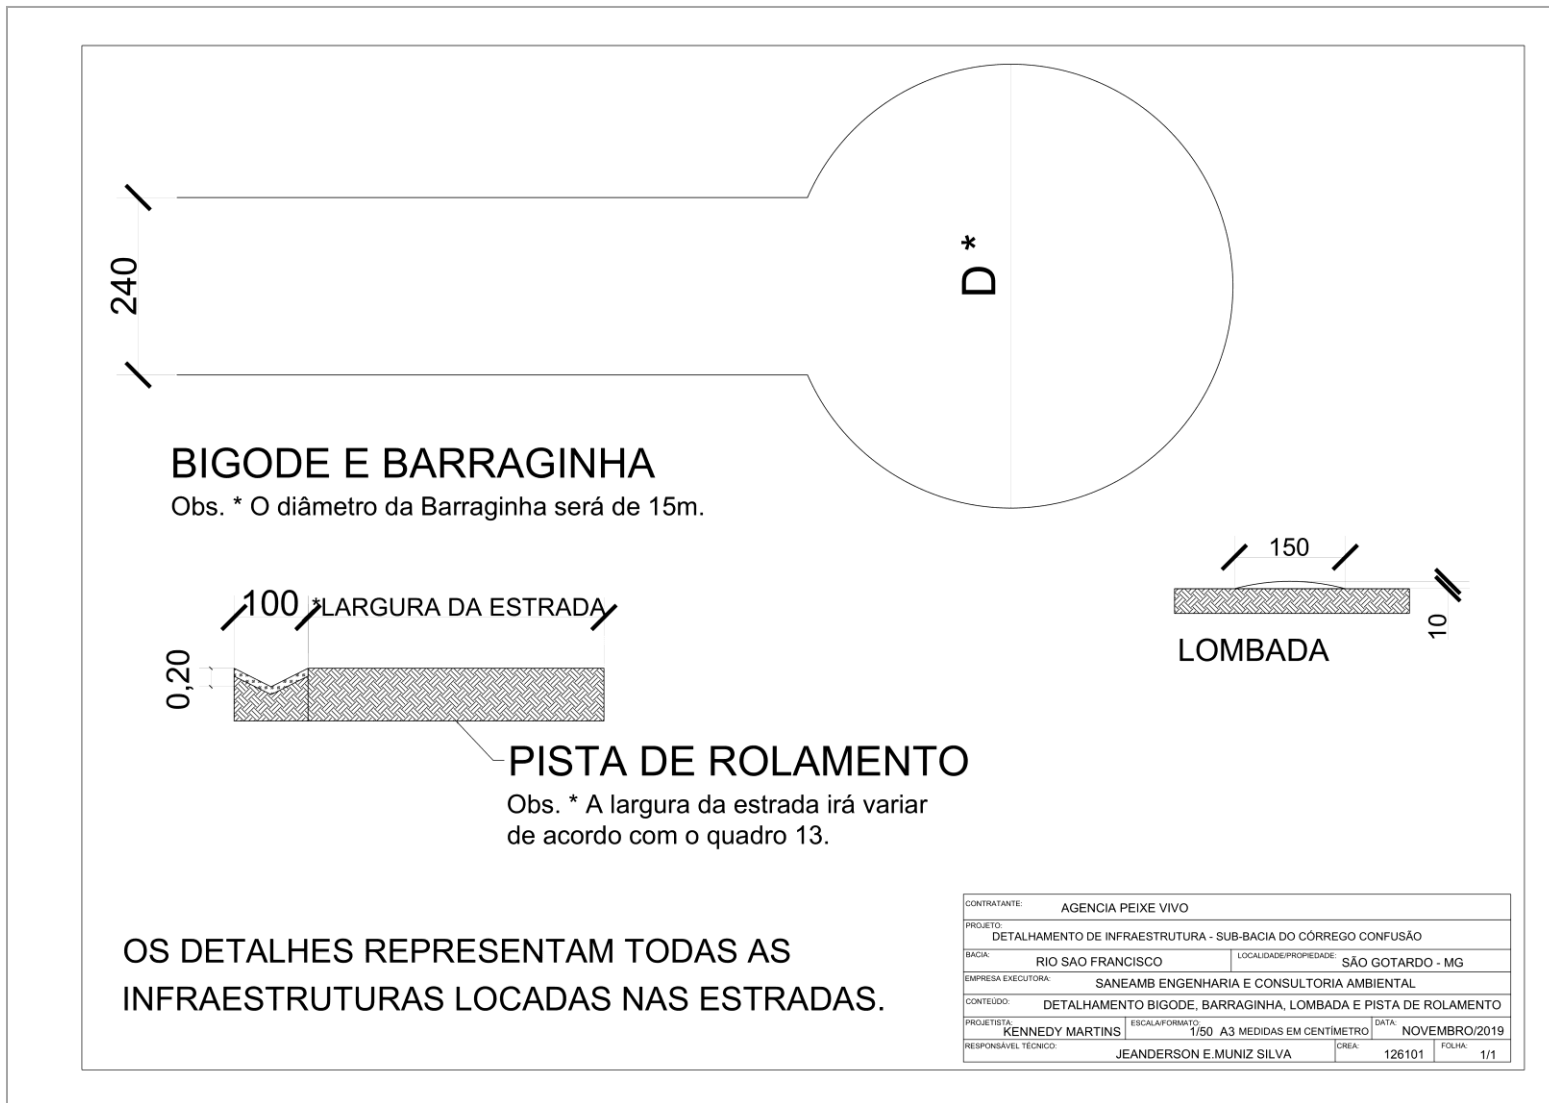 240
D *
BIGODE E BARRAGINHA
Obs. * O diâmetro da Barraginha será de 15m.
150
10
LOMBADA
100 *LARGURA DA ESTRADA
0,20
PISTA DE ROLAMENTO
Obs. * A largura da estrada irá variar
de acordo com o quadro 13.
OS DETALHES REPRESENTAM TODAS AS
INFRAESTRUTURAS LOCADAS NAS ESTRADAS.
CONTRATANTE: AGENCIA PEIXE VIVO
PROJETO: DETALHAMENTO DE INFRAESTRUTURA - SUB-BACIA DO CÓRREGO CONFUSÃO
BACIA: RIO SAO FRANCISCO LOCALIDADE/PROPIEDADE: SÃO GOTARDO - MG
EMPRESA EXECUTORA: SANEAMB ENGENHARIA E CONSULTORIA AMBIENTAL
CONTEÚDO: DETALHAMENTO BIGODE, BARRAGINHA, LOMBADA E PISTA DE ROLAMENTO
PROJETISTA: KENNEDY MARTINS ESCALA/FORMATO: 1/50 A3 MEDIDAS EM CENTÍMETRO DATA: NOVEMBRO/2019
RESPONSÁVEL TÉCNICO: JEANDERSON E.MUNIZ SILVA CREA: 126101 FOLHA: 1/1